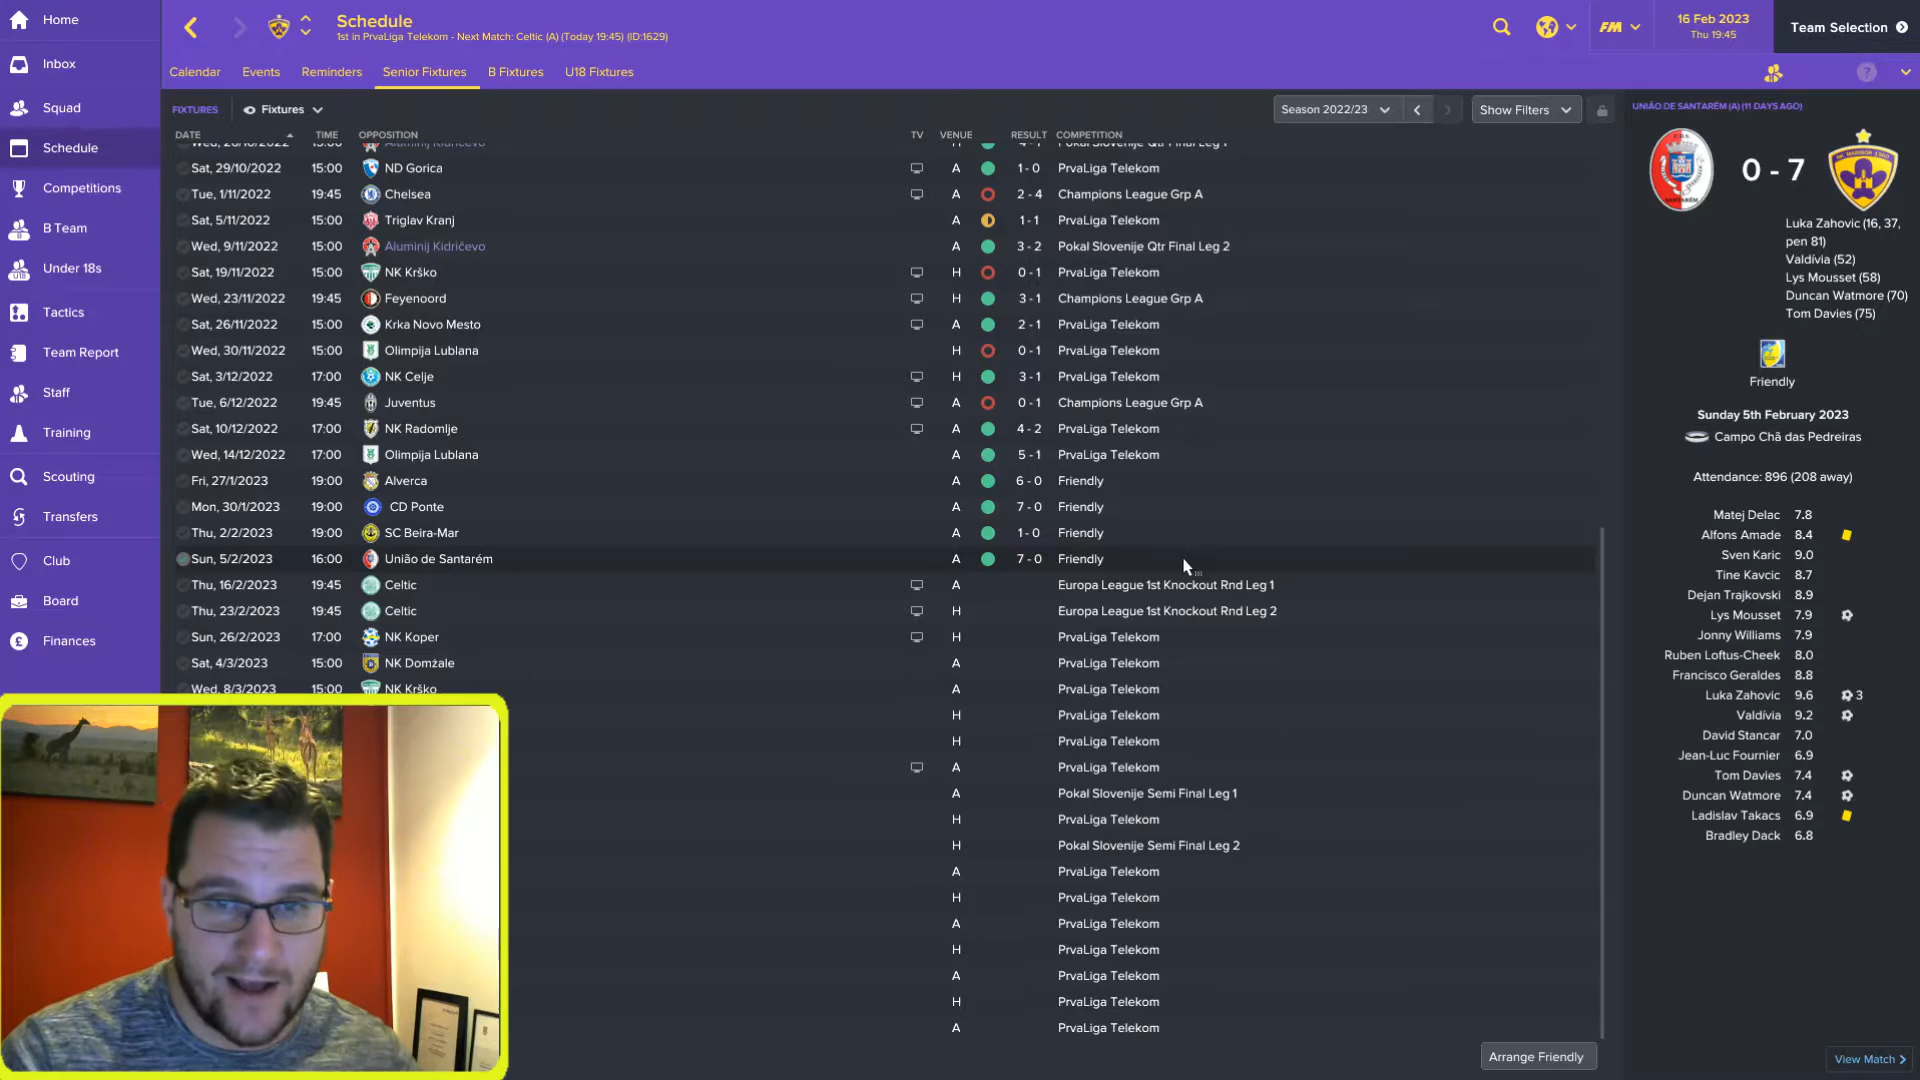 Home
Inbox
Squad
Schedule
Competitions
B Team
Under 18s
Tactics
Team Report
Staff
Training
Scouting
Transfers
Club
Board
Finances
Schedule
1st in PrvaLiga Telekom - Next Match: Celtic (A) (Today 19:45) (ID:1629)
FM
16 Feb 2023
Thu 19:45
Team Selection
Calendar Events Reminders Senior Fixtures B Fixtures U18 Fixtures
FIXTURES Fixtures Season 2022/23 Show Filters
DATE TIME OPPOSITION TV VENUE RESULT COMPETITION
Sat, 29/10/2022 15:00 ND Gorica A 1 - 0 PrvaLiga Telekom
Tue, 1/11/2022 19:45 Chelsea A 2 - 4 Champions League Grp A
Sat, 5/11/2022 15:00 Triglav Kranj A 1 - 1 PrvaLiga Telekom
Wed, 9/11/2022 15:00 Aluminij Kidričevo A 3 - 2 Pokal Slovenije Qtr Final Leg 2
Sat, 19/11/2022 15:00 NK Krško H 0 - 1 PrvaLiga Telekom
Wed, 23/11/2022 19:45 Feyenoord H 3 - 1 Champions League Grp A
Sat, 26/11/2022 15:00 Krka Novo Mesto A 2 - 1 PrvaLiga Telekom
Wed, 30/11/2022 15:00 Olimpija Lublana H 0 - 1 PrvaLiga Telekom
Sat, 3/12/2022 17:00 NK Celje H 3 - 1 PrvaLiga Telekom
Tue, 6/12/2022 19:45 Juventus A 0 - 1 Champions League Grp A
Sat, 10/12/2022 17:00 NK Radomlje A 4 - 2 PrvaLiga Telekom
Wed, 14/12/2022 17:00 Olimpija Lublana A 5 - 1 PrvaLiga Telekom
Fri, 27/1/2023 19:00 Alverca A 6 - 0 Friendly
Mon, 30/1/2023 19:00 CD Ponte A 7 - 0 Friendly
Thu, 2/2/2023 19:00 SC Beira-Mar A 1 - 0 Friendly
Sun, 5/2/2023 16:00 União de Santarém A 7 - 0 Friendly
Thu, 16/2/2023 19:45 Celtic A Europa League 1st Knockout Rnd Leg 1
Thu, 23/2/2023 19:45 Celtic H Europa League 1st Knockout Rnd Leg 2
Sun, 26/2/2023 17:00 NK Koper H PrvaLiga Telekom
Sat, 4/3/2023 15:00 NK Domžale A PrvaLiga Telekom
Wed, 8/3/2023 15:00 NK Krško A PrvaLiga Telekom
H PrvaLiga Telekom
H PrvaLiga Telekom
A PrvaLiga Telekom
A Pokal Slovenije Semi Final Leg 1
H PrvaLiga Telekom
H Pokal Slovenije Semi Final Leg 2
A PrvaLiga Telekom
H PrvaLiga Telekom
A PrvaLiga Telekom
H PrvaLiga Telekom
A PrvaLiga Telekom
H PrvaLiga Telekom
A PrvaLiga Telekom
Arrange Friendly
UNIÃO DE SANTARÉM (A) (11 DAYS AGO)
0 - 7
Luka Zahovic (16, 37,
pen 81)
Valdívia (52)
Lys Mousset (58)
Duncan Watmore (70)
Tom Davies (75)
Friendly
Sunday 5th February 2023
Campo Chã das Pedreiras
Attendance: 896 (208 away)
Matej Delac 7.8
Alfons Amade 8.4
Sven Karic 9.0
Tine Kavcic 8.7
Dejan Trajkovski 8.9
Lys Mousset 7.9
Jonny Williams 7.9
Ruben Loftus-Cheek 8.0
Francisco Geraldes 8.8
Luka Zahovic 9.6 3
Valdívia 9.2
David Stancar 7.0
Jean-Luc Fournier 6.9
Tom Davies 7.4
Duncan Watmore 7.4
Ladislav Takacs 6.9
Bradley Dack 6.8
View Match